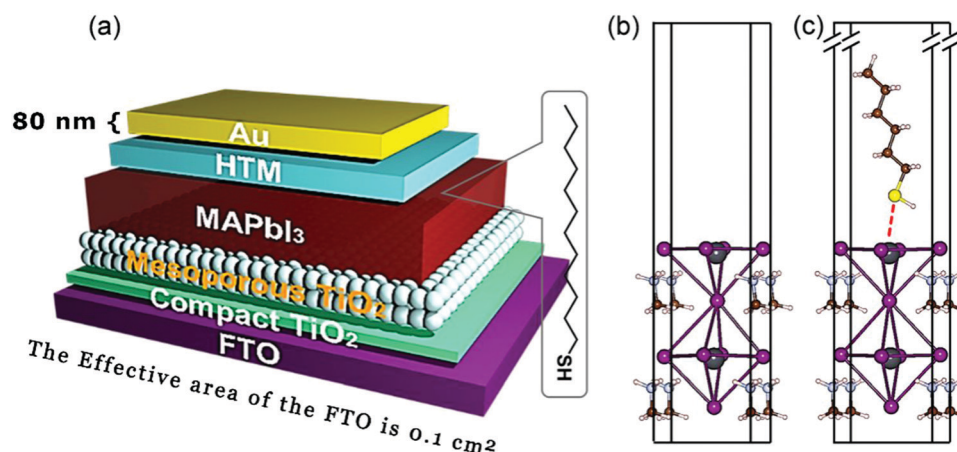 (a)
80 nm {
Au
HTM
MAPbI₃
Mesoporous TiO₂
Compact TiO₂
FTO
The Effective area of the FTO is 0.1 cm²
HS
(b)
(c)